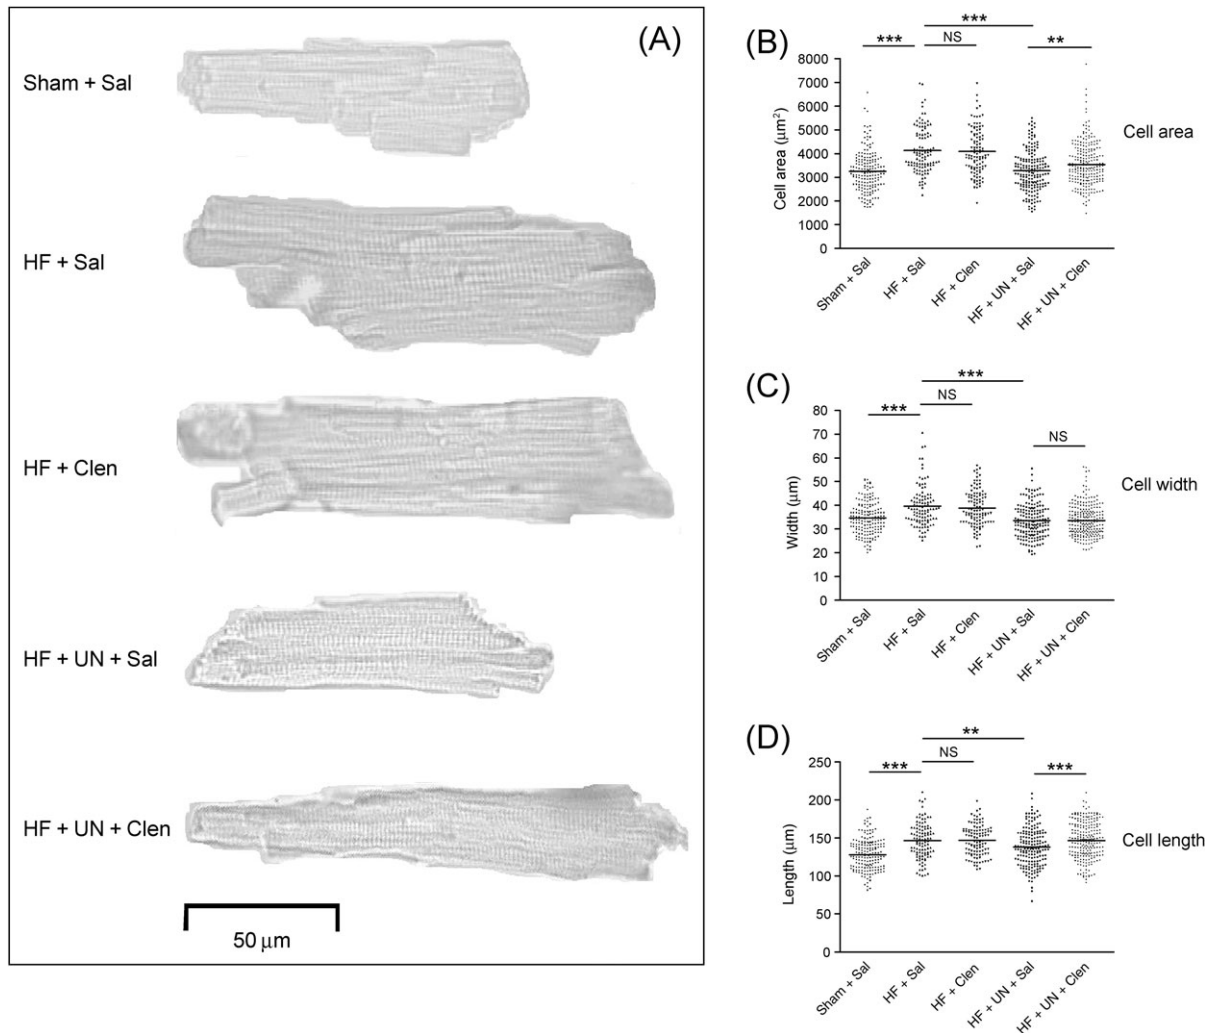 (A)
Sham + Sal
HF + Sal
HF + Clen
HF + UN + Sal
HF + UN + Clen
50 μm
(B)
***
*** NS **
Cell area (μm²)
8000
7000
6000
5000
4000
3000
2000
1000
0
Sham + Sal
HF + Sal
HF + Clen
HF + UN + Sal
HF + UN + Clen
Cell area
(C)
***
*** NS
NS
Width (μm)
80
70
60
50
40
30
20
10
0
Sham + Sal
HF + Sal
HF + Clen
HF + UN + Sal
HF + UN + Clen
Cell width
(D)
**
*** NS ***
Length (μm)
250
200
150
100
50
0
Sham + Sal
HF + Sal
HF + Clen
HF + UN + Sal
HF + UN + Clen
Cell length